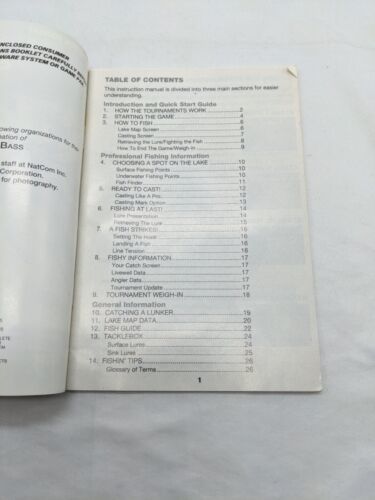 NCLOSED CONSUMER
NS BOOKLET CAREFULLY
WARE SYSTEM OR GAME
owing organizations for the
ation of
BASS
staff at NatCom Inc.
Corporation.
for photography.
TABLE OF CONTENTS
This instruction manual is divided into three main sections for easier
understanding.
Introduction and Quick Start Guide
1. HOW THE TOURNAMENTS WORK 2
2. STARTING THE GAME 4
3. HOW TO FISH 6
Lake Map Screen 6
Casting Screen
Retrieving the Lure/Fighting the Fish 8
How To End The Game/Weigh-In 9
Professional Fishing Information
4. CHOOSING A SPOT ON THE LAKE 10
Surface Fishing Points 10
Underwater Fishing Points 10
Fish Finder 11
5. READY TO CAST! 12
Casting Like A Pro 12
Casting Mark Option 13
6. FISHING AT LAST! 14
Lure Presentation 14
Retrieving The Lure 15
7. A FISH STRIKES! 16
Setting The Hook 16
Landing A Fish 16
Line Tension 16
8. FISHY INFORMATION 17
Your Catch Screen 17
Livewell Data 17
Angler Data 17
Tournament Update 17
9. TOURNAMENT WEIGH-IN 18
General Information
10. CATCHING A LUNKER 19
11. LAKE MAP DATA 20
12. FISH GUIDE 22
13. TACKLEBOX 24
Surface Lures 24
Sink Lures 25
14. FISHIN' TIPS 26
Glossary of Terms 26
1